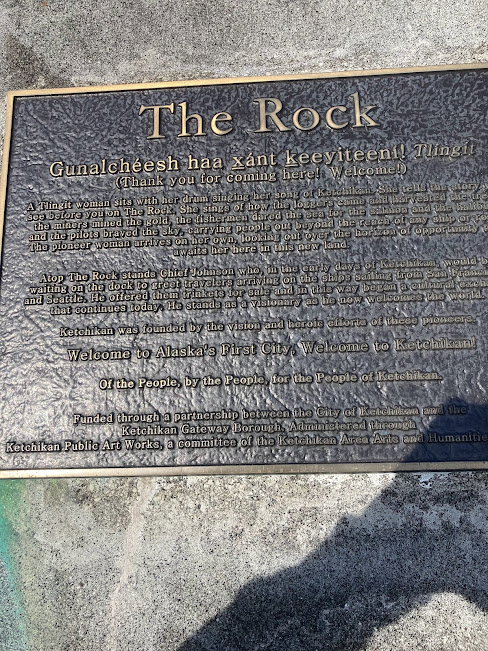 The Rock
Gunalchéesh haa xánt keeyiteeni! Tlingit
(Thank you for coming here! Welcome!)
A Tlingit woman sits with her drum singing her song of Ketchikan. She tells the story
see before you on The Rock. She sings of how the loggers came and harvested the
the miners mined the gold, the fishermen dared the sea for the salmon and
and the pilots braved the sky, carrying people out beyond the reach of any ship or
The pioneer woman arrives on her own, looking out over the horizon of opportunity
awaits her here in this new land.
Atop The Rock stands Chief Johnson who, in the early days of Ketchikan, would
waiting on the dock to greet travelers arriving on the ships sailing from San
and Seattle. He offered them trinkets for sale and in this way began a cultural
that continues today. He stands as a visionary as he now welcomes the world.
Ketchikan was founded by the vision and heroic efforts of these pioneers.
Welcome to Alaska's First City, Welcome to Ketchikan!
Of the People, by the People, for the People of Ketchikan.
Funded through a partnership between the City of Ketchikan and the
Ketchikan Gateway Borough. Administered through
Ketchikan Public Art Works, a committee of the Ketchikan Area Arts and